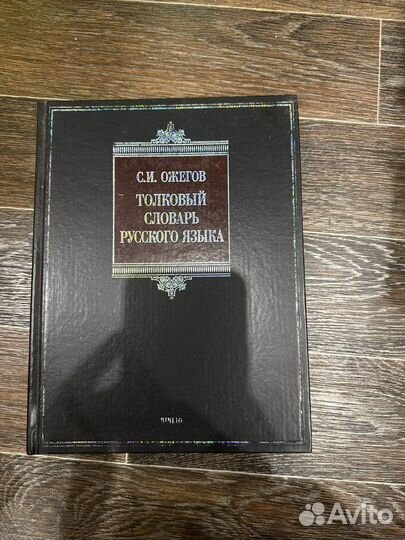 С.И. ОЖЕГОВ
ТОЛКОВЫЙ
СЛОВАРЬ
РУССКОГО ЯЗЫКА
Avito